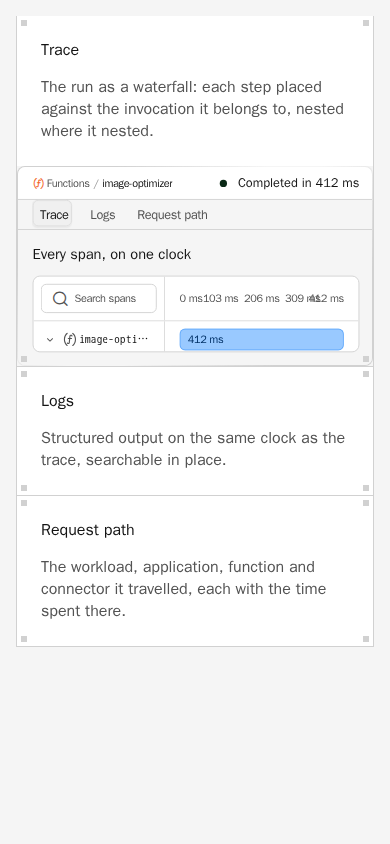 Trace
The run as a waterfall: each step placed
against the invocation it belongs to, nested
where it nested.
Functions / image-optimizer
Completed in 412 ms
Trace Logs Request path
Every span, on one clock
Search spans
0 ms 103 ms 206 ms 309 ms 412 ms
image-opti···
412 ms
Logs
Structured output on the same clock as the
trace, searchable in place.
Request path
The workload, application, function and
connector it travelled, each with the time
spent there.